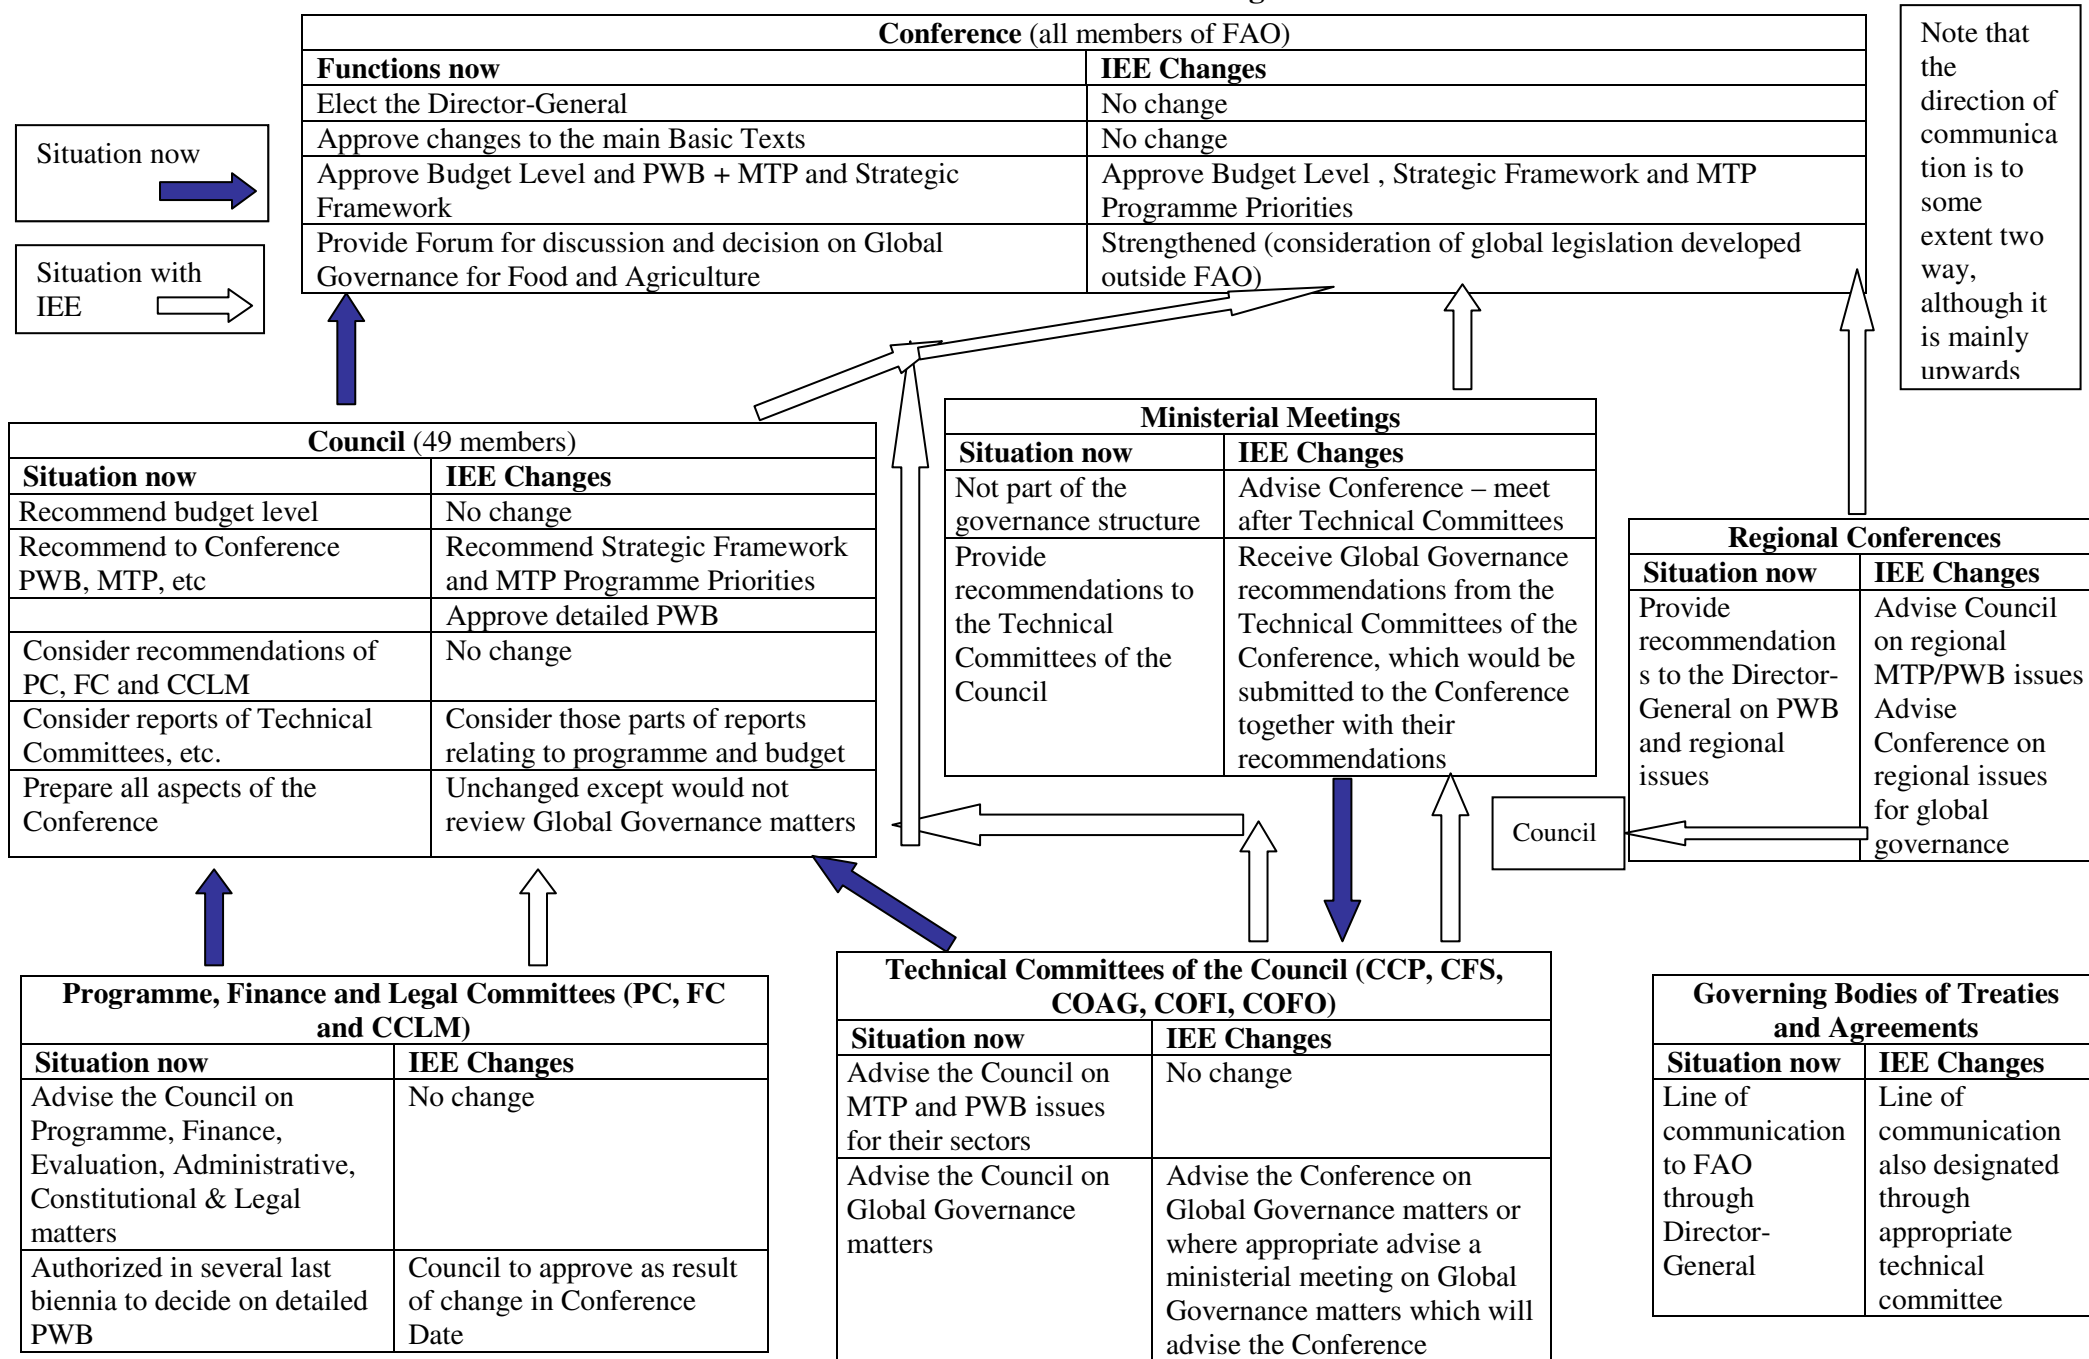 Conference (all members of FAO)
Functions now
IEE Changes
Elect the Director-General
No change
Approve changes to the main Basic Texts
No change
Approve Budget Level and PWB + MTP and Strategic
Framework
Approve Budget Level , Strategic Framework and MTP
Programme Priorities
Provide Forum for discussion and decision on Global
Governance for Food and Agriculture
Strengthened (consideration of global legislation developed
outside FAO)
Note that
the
direction of
communica
tion is to
some
extent two
way,
although it
is mainly
upwards
Situation now
Situation with
IEE
Council (49 members)
Situation now
IEE Changes
Recommend budget level
No change
Recommend to Conference
PWB, MTP, etc
Recommend Strategic Framework
and MTP Programme Priorities
Approve detailed PWB
Consider recommendations of
PC, FC and CCLM
No change
Consider reports of Technical
Committees, etc.
Consider those parts of reports
relating to programme and budget
Prepare all aspects of the
Conference
Unchanged except would not
review Global Governance matters
Ministerial Meetings
Situation now
IEE Changes
Not part of the
governance structure
Advise Conference – meet
after Technical Committees
Provide
recommendations to
the Technical
Committees of the
Council
Receive Global Governance
recommendations from the
Technical Committees of the
Conference, which would be
submitted to the Conference
together with their
recommendations
Regional Conferences
Situation now
IEE Changes
Provide
recommendation
s to the Director-
General on PWB
and regional
issues
Advise Council
on regional
MTP/PWB issues
Advise
Conference on
regional issues
for global
governance
Council
Programme, Finance and Legal Committees (PC, FC
and CCLM)
Situation now
IEE Changes
Advise the Council on
Programme, Finance,
Evaluation, Administrative,
Constitutional & Legal
matters
No change
Authorized in several last
biennia to decide on detailed
PWB
Council to approve as result
of change in Conference
Date
Technical Committees of the Council (CCP, CFS,
COAG, COFI, COFO)
Situation now
IEE Changes
Advise the Council on
MTP and PWB issues
for their sectors
No change
Advise the Council on
Global Governance
matters
Advise the Conference on
Global Governance matters or
where appropriate advise a
ministerial meeting on Global
Governance matters which will
advise the Conference
Governing Bodies of Treaties
and Agreements
Situation now
IEE Changes
Line of
communication
to FAO
through
Director-
General
Line of
communication
also designated
through
appropriate
technical
committee